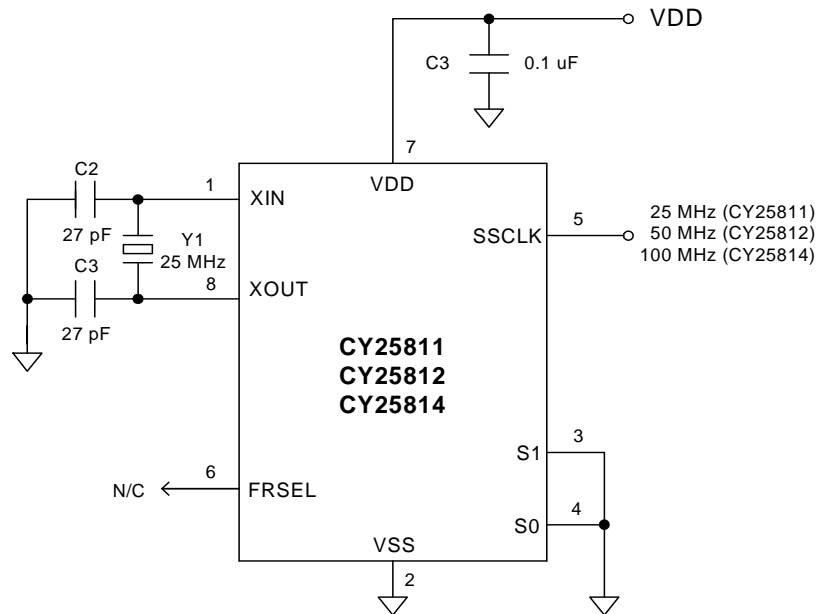 VDD
C3 0.1 uF
7
VDD
C2
27 pF
1
XIN
Y1
25 MHz
C3
27 pF
8
XOUT
SSCLK
5
25 MHz (CY25811)
50 MHz (CY25812)
100 MHz (CY25814)
CY25811
CY25812
CY25814
S1
3
N/C
6
FRSEL
S0
4
VSS
2